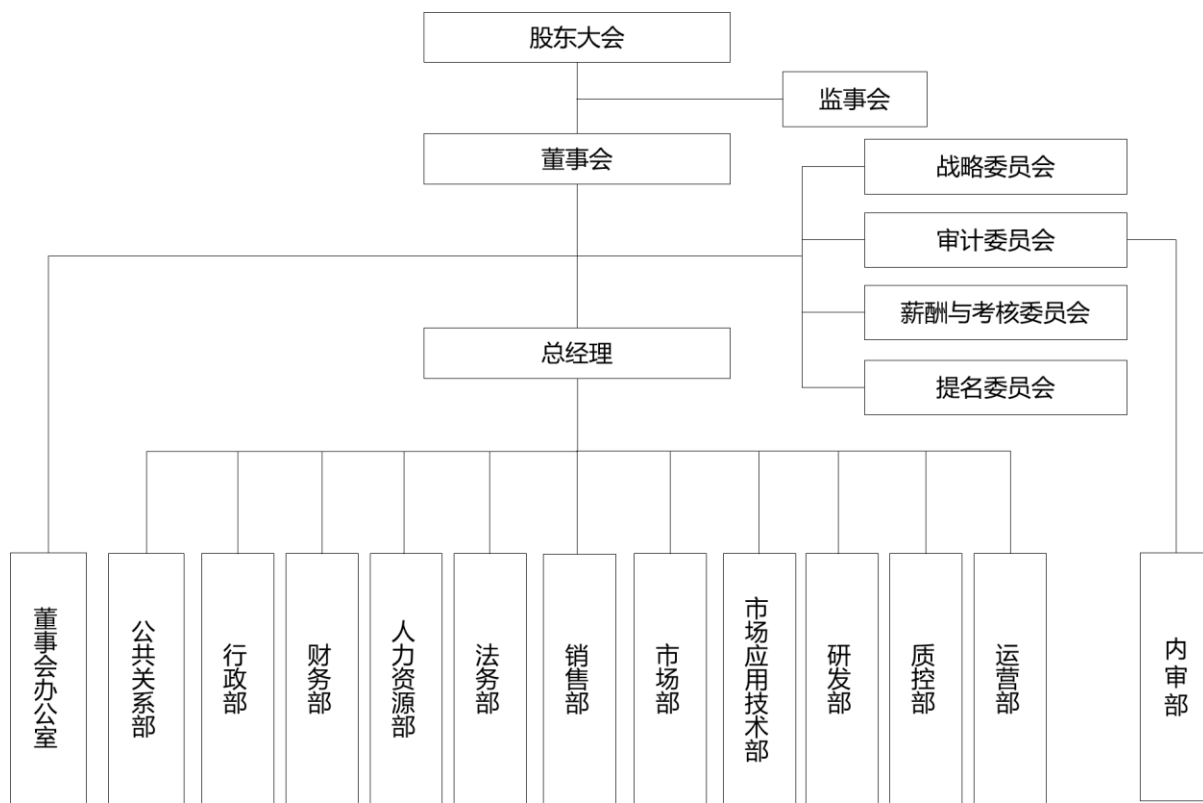 股东大会
监事会
董事会
战略委员会
审计委员会
薪酬与考核委员会
总经理
提名委员会
董事会办公室
公共关系部
行政部
财务部
人力资源部
法务部
销售部
市场部
市场应用技术部
研发部
质控部
运营部
内审部